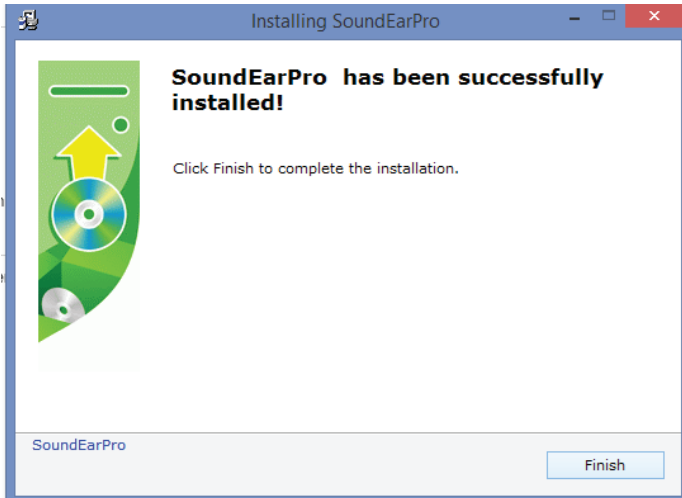 Installing SoundEarPro
SoundEarPro has been successfully
installed!
Click Finish to complete the installation.
SoundEarPro
Finish